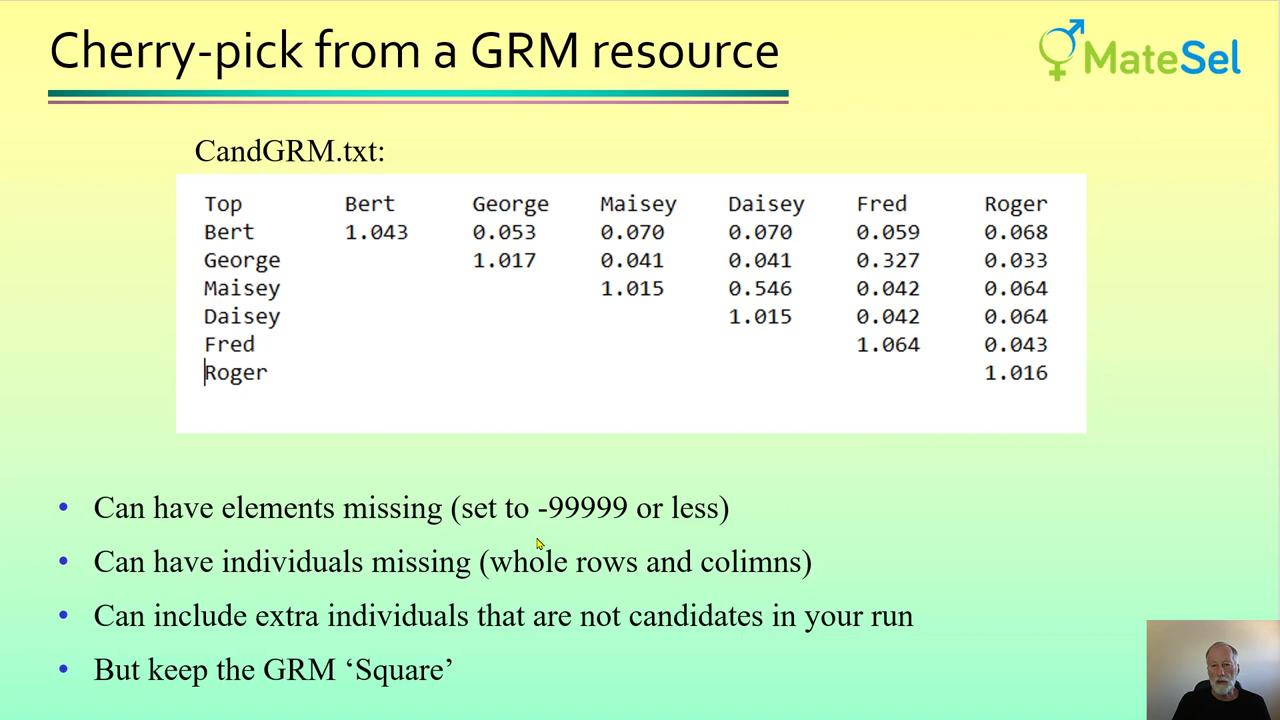 Cherry-pick from a GRM resource
MateSel
CandGRM.txt:
Top Bert George Maisey Daisey Fred Roger
Bert 1.043 0.053 0.070 0.070 0.059 0.068
George 1.017 0.041 0.041 0.327 0.033
Maisey 1.015 0.546 0.042 0.064
Daisey 1.015 0.042 0.064
Fred 1.064 0.043
Roger 1.016
• Can have elements missing (set to -99999 or less)
• Can have individuals missing (whole rows and colimns)
• Can include extra individuals that are not candidates in your run
• But keep the GRM ‘Square’